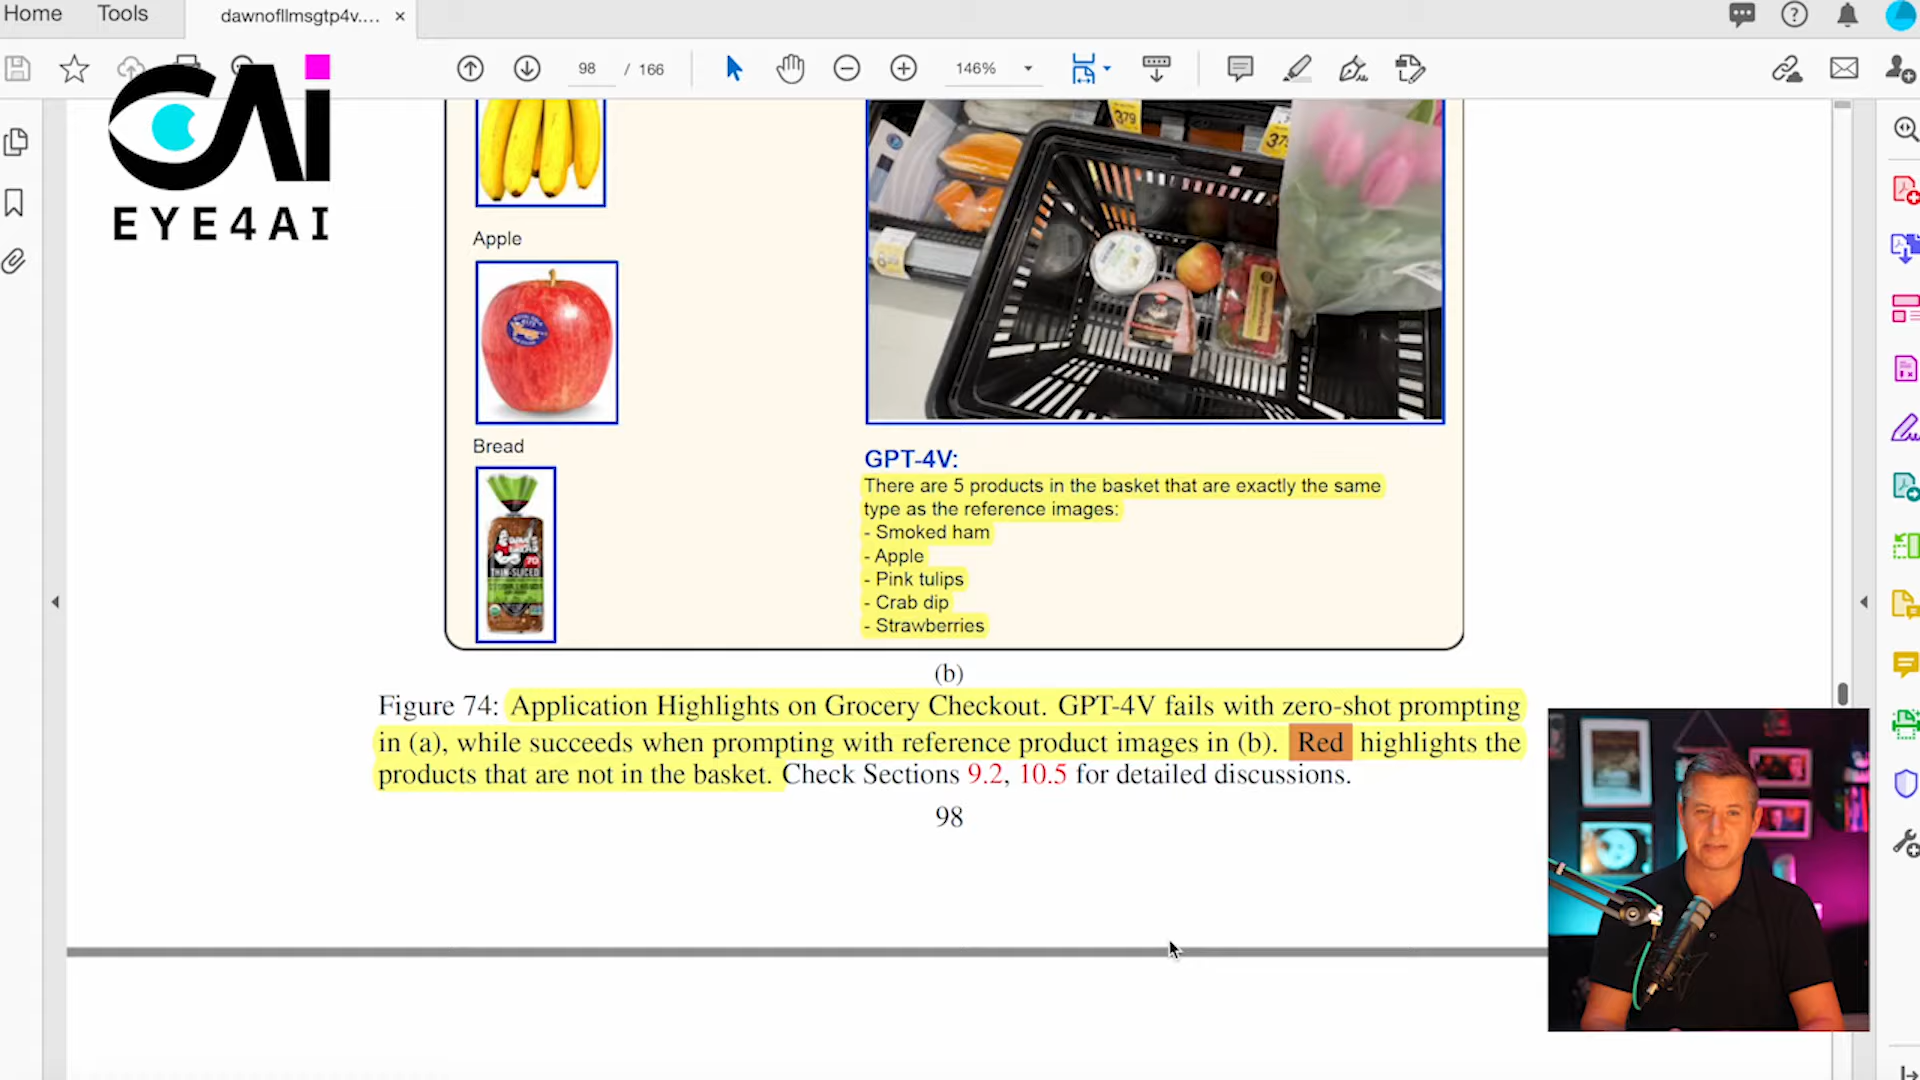 Home
Tools
dawnofllmsgtp4v....
98 / 166
146%
EYE4AI
379
Apple
Bread
THIN-SLICED
GPT-4V:
There are 5 products in the basket that are exactly the same
type as the reference images:
- Smoked ham
- Apple
- Pink tulips
- Crab dip
- Strawberries
(b)
Figure 74: Application Highlights on Grocery Checkout. GPT-4V fails with zero-shot prompting
in (a), while succeeds when prompting with reference product images in (b). Red highlights the
products that are not in the basket. Check Sections 9.2, 10.5 for detailed discussions.
98